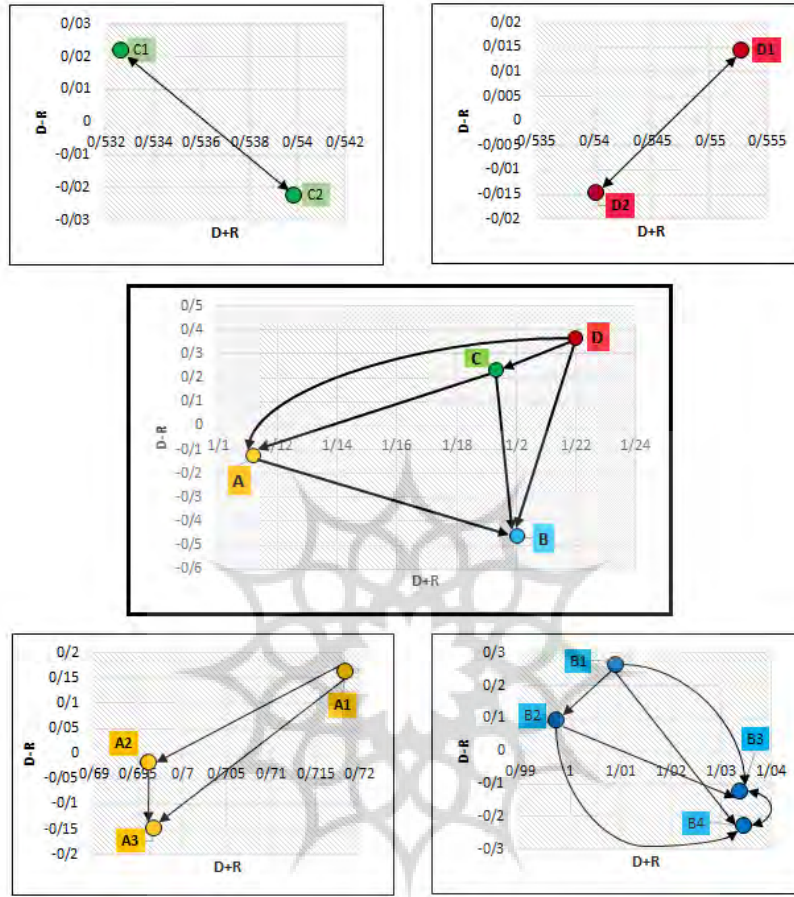 0/03
0/02
C1
0/01
D-R
0
0/532 0/534 0/536 0/538 0/54 0/542
-0/01
-0/02
C2
-0/03
D+R
0/02
0/015
D1
0/01
0/005
D-R
0
0/535 0/54 0/545 0/55 0/555
-0/005
-0/01
-0/015
D2
-0/02
D+R
0/5
0/4
D
0/3
C
0/2
0/1
D-R
0
1/1 1/12 1/14 1/16 1/18 1/2 1/22 1/24
-0/1
-0/2
A
-0/3
-0/4
B
-0/5
-0/6
D+R
0/2
0/15
A1
0/1
0/05
A2
D-R
0
0/69 0/695 0/7 0/705 0/71 0/715 0/72
-0/05
-0/1
-0/15
A3
-0/2
D+R
0/3
B1
0/2
B2
0/1
B3
D-R
0
0/99 1 1/01 1/02 1/03 1/04
-0/1
-0/2
B4
-0/3
D+R